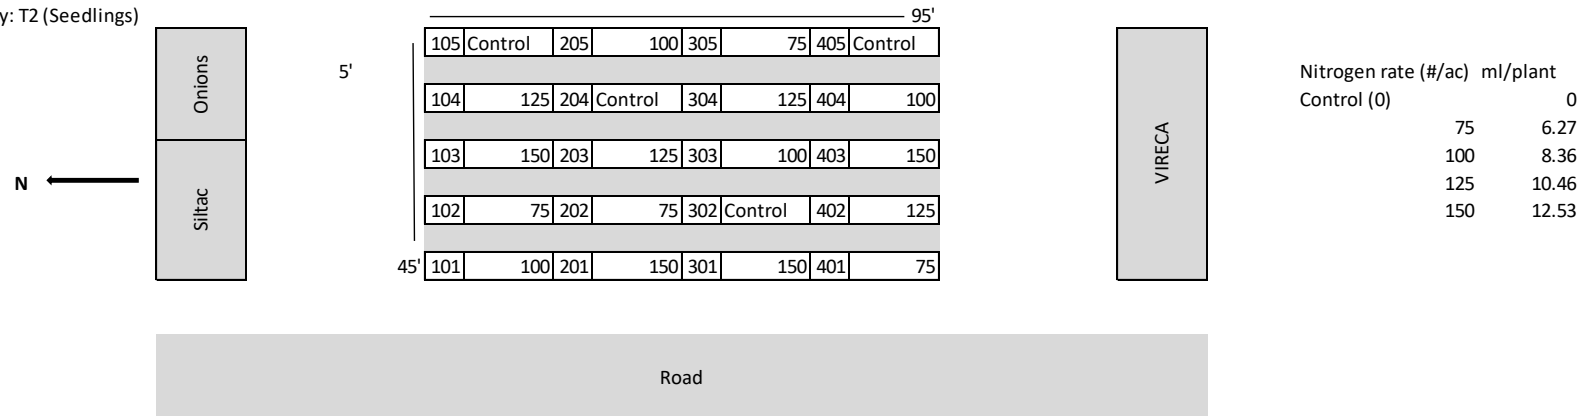 y: T2 (Seedlings)
95'
105 Control 205 100 305 75 405 Control
Onions
5'
Nitrogen rate (#/ac) ml/plant
104 125 204 Control 304 125 404 100
Control (0) 0
75 6.27
VIRECA
103 150 203 125 303 100 403 150
100 8.36
N
125 10.46
Siltac
102 75 202 75 302 Control 402 125
150 12.53
45' 101 100 201 150 301 150 401 75
Road